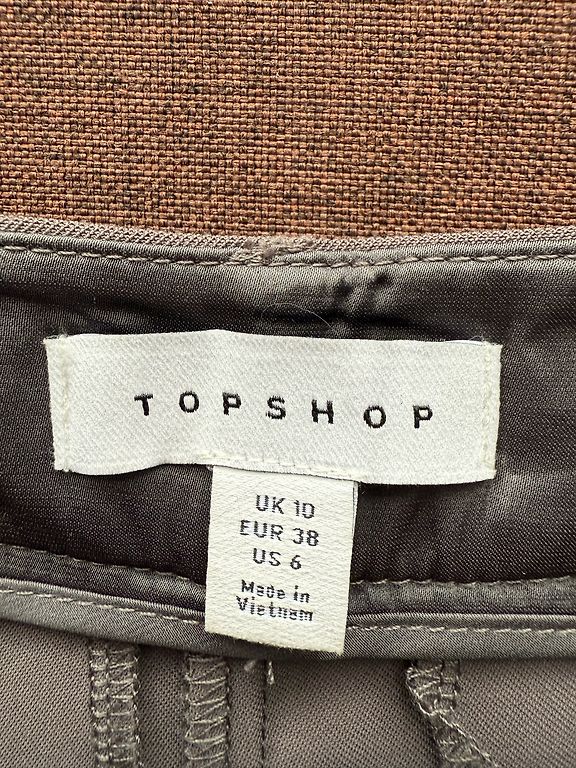 TOPSHOP
UK 10
EUR 38
US 6
Made in
Vietnam